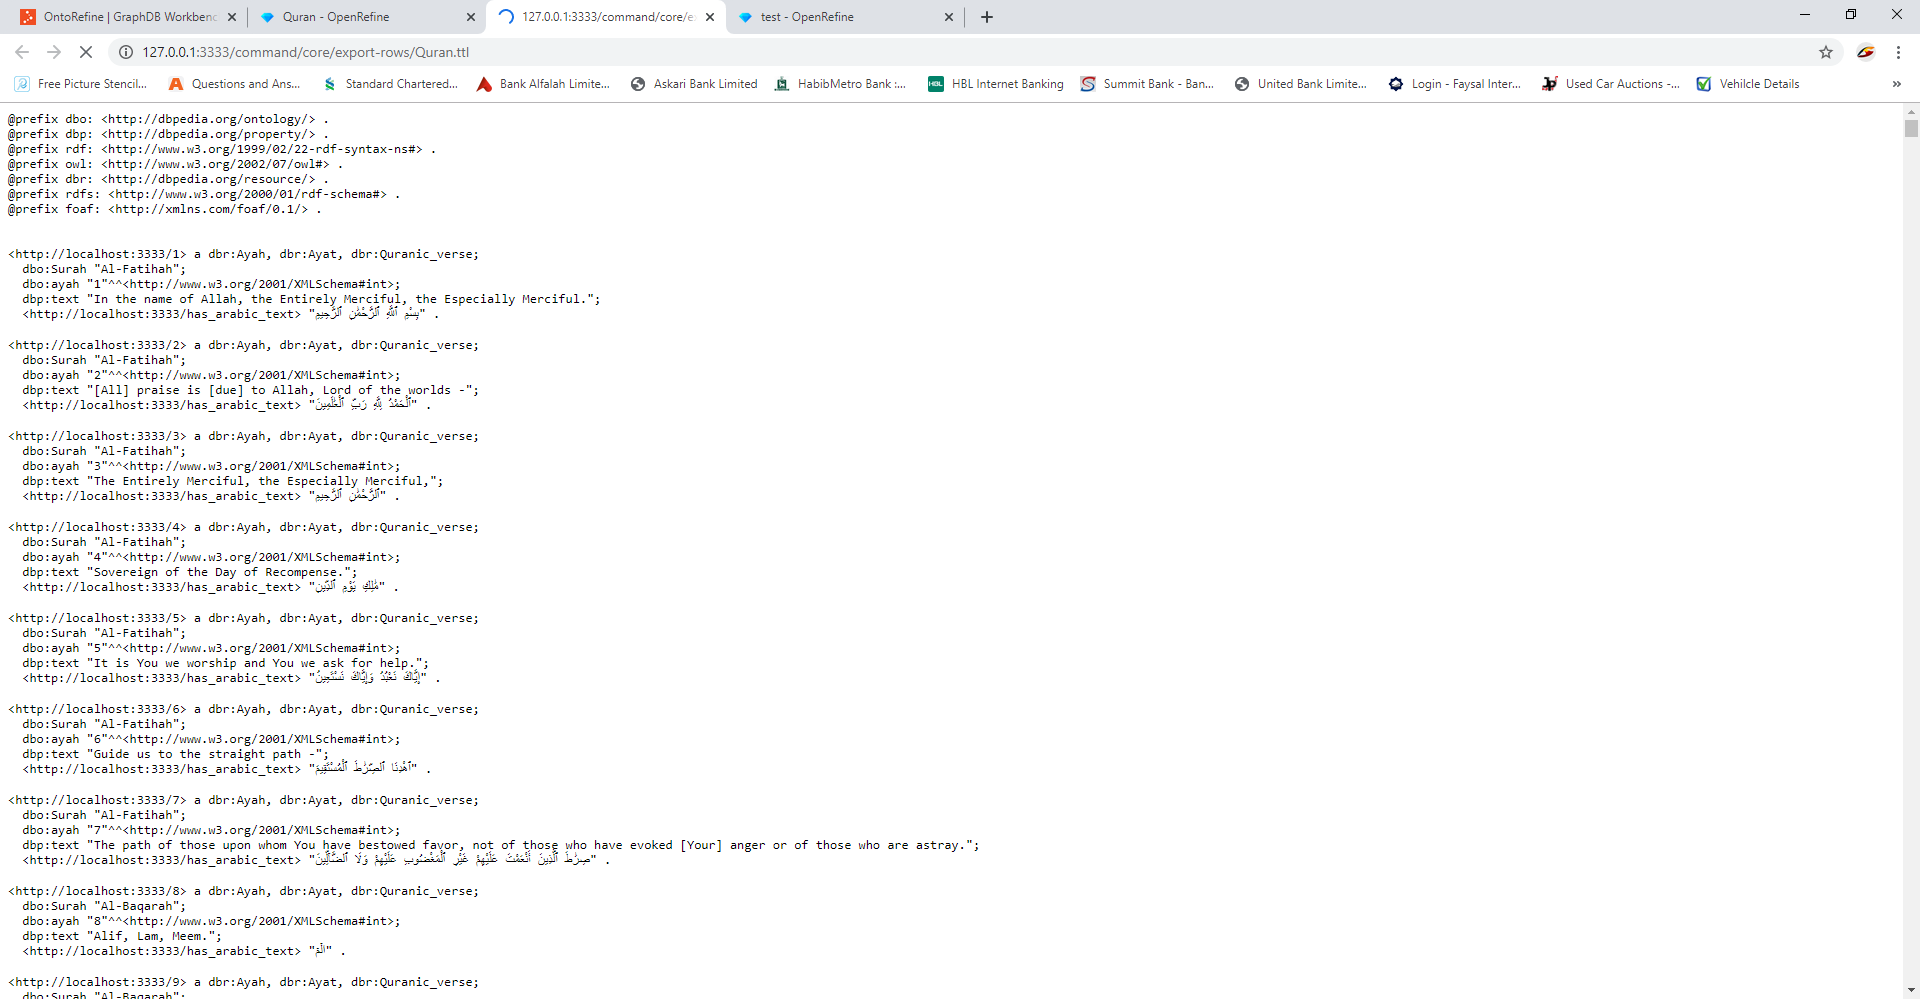 OntoRefine | GraphDB Workbenc
Quran - OpenRefine
127.0.0.1:3333/command/core/e
test - OpenRefine
127.0.0.1:3333/command/core/export-rows/Quran.ttl
Free Picture Stencil...
Questions and Ans...
Standard Chartered...
Bank Alfalah Limite...
Askari Bank Limited
HabibMetro Bank :...
HBL Internet Banking
Summit Bank - Ban...
United Bank Limite...
Login - Faysal Inter...
Used Car Auctions -...
Vehilcle Details
@prefix dbo: <http://dbpedia.org/ontology/> .
@prefix dbp: <http://dbpedia.org/property/> .
@prefix rdf: <http://www.w3.org/1999/02/22-rdf-syntax-ns#> .
@prefix owl: <http://www.w3.org/2002/07/owl#> .
@prefix dbr: <http://dbpedia.org/resource/> .
@prefix rdfs: <http://www.w3.org/2000/01/rdf-schema#> .
@prefix foaf: <http://xmlns.com/foaf/0.1/> .
<http://localhost:3333/1> a dbr:Ayah, dbr:Ayat, dbr:Quranic_verse;
dbo:Surah "Al-Fatihah";
dbo:ayah "1"^^<http://www.w3.org/2001/XMLSchema#int>;
dbp:text "In the name of Allah, the Entirely Merciful, the Especially Merciful.";
<http://localhost:3333/has_arabic_text> "بِسْمِ ٱللَّهِ ٱلرَّحْمَٰنِ ٱلرَّحِيمِ" .
<http://localhost:3333/2> a dbr:Ayah, dbr:Ayat, dbr:Quranic_verse;
dbo:Surah "Al-Fatihah";
dbo:ayah "2"^^<http://www.w3.org/2001/XMLSchema#int>;
dbp:text "[All] praise is [due] to Allah, Lord of the worlds -";
<http://localhost:3333/has_arabic_text> "ٱلْحَمْدُ لِلَّهِ رَبِّ ٱلْعَٰلَمِينَ" .
<http://localhost:3333/3> a dbr:Ayah, dbr:Ayat, dbr:Quranic_verse;
dbo:Surah "Al-Fatihah";
dbo:ayah "3"^^<http://www.w3.org/2001/XMLSchema#int>;
dbp:text "The Entirely Merciful, the Especially Merciful,";
<http://localhost:3333/has_arabic_text> "ٱلرَّحْمَٰنِ ٱلرَّحِيمِ" .
<http://localhost:3333/4> a dbr:Ayah, dbr:Ayat, dbr:Quranic_verse;
dbo:Surah "Al-Fatihah";
dbo:ayah "4"^^<http://www.w3.org/2001/XMLSchema#int>;
dbp:text "Sovereign of the Day of Recompense.";
<http://localhost:3333/has_arabic_text> "مَٰلِكِ يَوْمِ ٱلدِّينِ" .
<http://localhost:3333/5> a dbr:Ayah, dbr:Ayat, dbr:Quranic_verse;
dbo:Surah "Al-Fatihah";
dbo:ayah "5"^^<http://www.w3.org/2001/XMLSchema#int>;
dbp:text "It is You we worship and You we ask for help.";
<http://localhost:3333/has_arabic_text> "إِيَّاكَ نَعْبُدُ وَإِيَّاكَ نَسْتَعِينُ" .
<http://localhost:3333/6> a dbr:Ayah, dbr:Ayat, dbr:Quranic_verse;
dbo:Surah "Al-Fatihah";
dbo:ayah "6"^^<http://www.w3.org/2001/XMLSchema#int>;
dbp:text "Guide us to the straight path -";
<http://localhost:3333/has_arabic_text> "ٱهْدِنَا ٱلصِّرَٰطَ ٱلْمُسْتَقِيمَ" .
<http://localhost:3333/7> a dbr:Ayah, dbr:Ayat, dbr:Quranic_verse;
dbo:Surah "Al-Fatihah";
dbo:ayah "7"^^<http://www.w3.org/2001/XMLSchema#int>;
dbp:text "The path of those upon whom You have bestowed favor, not of those who have evoked [Your] anger or of those who are astray.";
<http://localhost:3333/has_arabic_text> "صِرَٰطَ ٱلَّذِينَ أَنْعَمْتَ عَلَيْهِمْ غَيْرِ ٱلْمَغْضُوبِ عَلَيْهِمْ وَلَا ٱلضَّآلِّينَ" .
<http://localhost:3333/8> a dbr:Ayah, dbr:Ayat, dbr:Quranic_verse;
dbo:Surah "Al-Baqarah";
dbo:ayah "8"^^<http://www.w3.org/2001/XMLSchema#int>;
dbp:text "Alif, Lam, Meem.";
<http://localhost:3333/has_arabic_text> "الٓمٓ" .
<http://localhost:3333/9> a dbr:Ayah, dbr:Ayat, dbr:Quranic_verse;
dbo:Surah "Al-Baqarah";